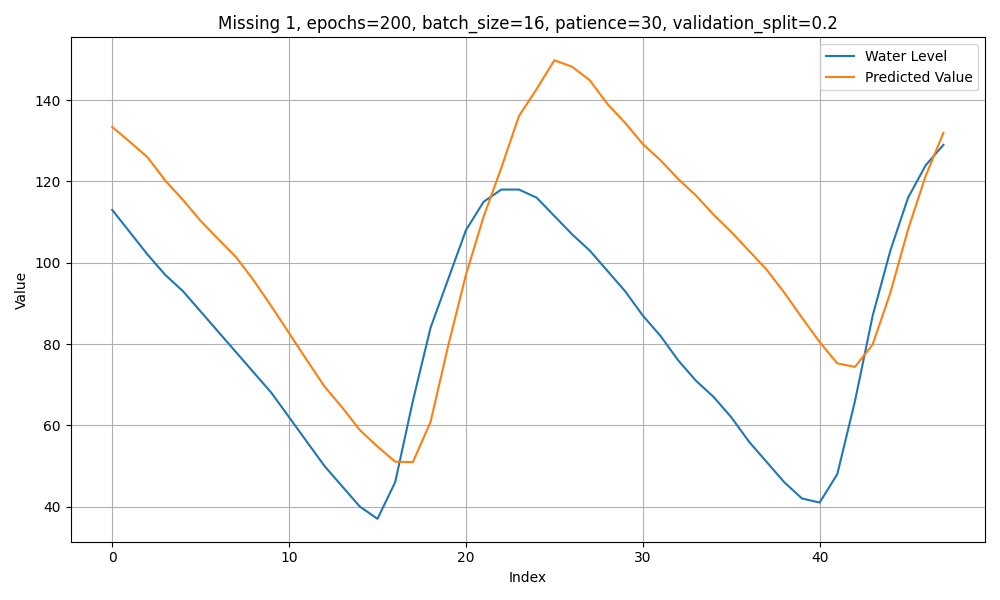 Missing 1, epochs=200, batch_size=16, patience=30, validation_split=0.2
Water Level
Predicted Value
Value
140
120
100
80
60
40
0 10 20 30 40
Index